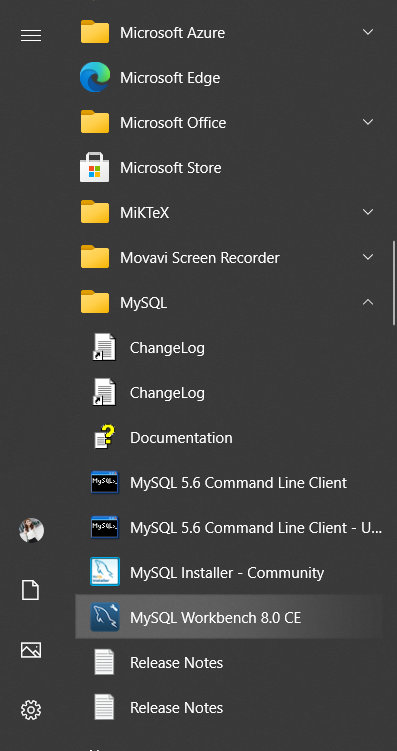 Microsoft Azure
Microsoft Edge
Microsoft Office
Microsoft Store
MiKTeX
Movavi Screen Recorder
MySQL
ChangeLog
ChangeLog
Documentation
MySQL 5.6 Command Line Client
MySQL 5.6 Command Line Client - U...
MySQL Installer - Community
MySQL Workbench 8.0 CE
Release Notes
Release Notes